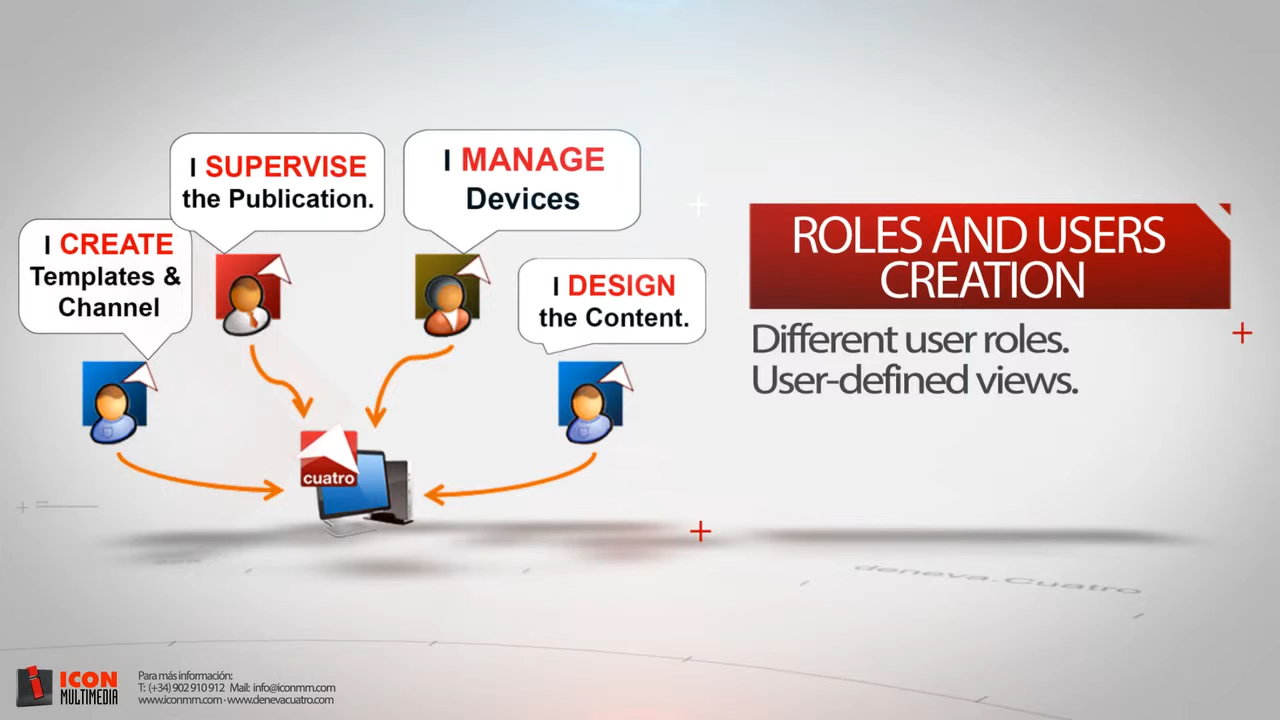 I SUPERVISE
the Publication.
I MANAGE
Devices
I CREATE
Templates &
Channel
I DESIGN
the Content.
cuatro
ROLES AND USERS
CREATION
Different user roles.
User-defined views.
deneva.Cuatro
ICON
MULTIMEDIA
Para más información:
T: (+34) 902 910 912 Mail: info@iconmm.com
www.iconmm.com · www.denevacuatro.com